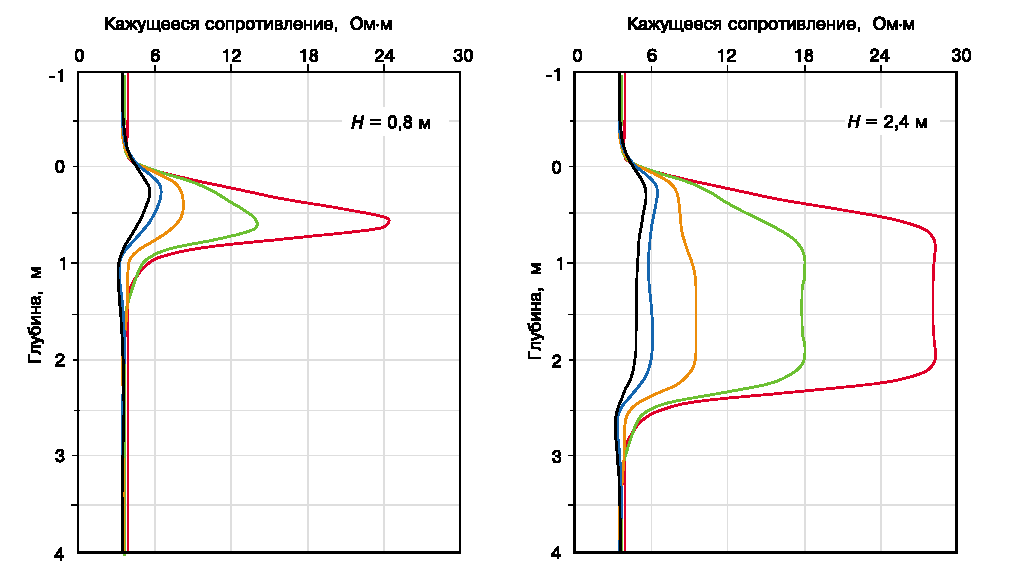 Кажущееся сопротивление, Ом·м
0 6 12 18 24 30
-1
0
1
2
3
4
Глубина, м
H = 0,8 м
Кажущееся сопротивление, Ом·м
0 6 12 18 24 30
-1
0
1
2
3
4
Глубина, м
H = 2,4 м